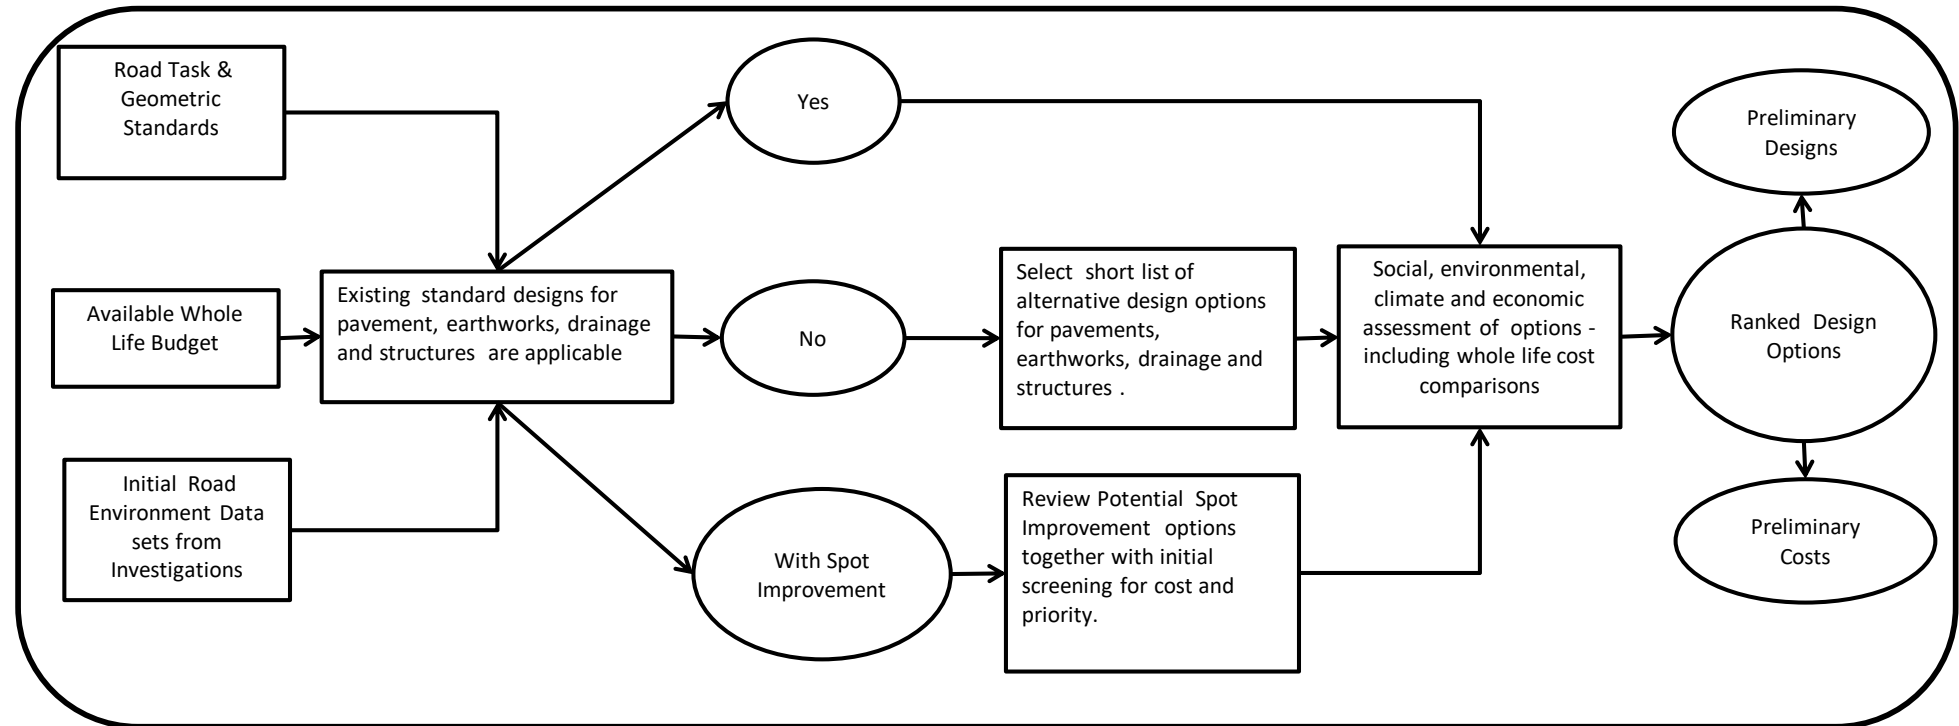 Road Task &
Geometric
Standards
Available Whole
Life Budget
Initial Road
Environment Data
sets from
Investigations
Existing standard designs for
pavement, earthworks, drainage
and structures are applicable
Yes
No
With Spot
Improvement
Select short list of
alternative design options
for pavements,
earthworks, drainage and
structures .
Review Potential Spot
Improvement options
together with initial
screening for cost and
priority.
Social, environmental,
climate and economic
assessment of options -
including whole life cost
comparisons
Ranked Design
Options
Preliminary
Designs
Preliminary
Costs